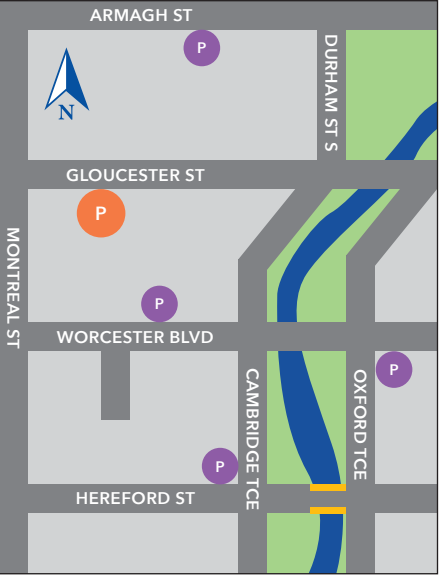 ARMAGH ST
P
DURHAM ST S
N
GLOUCESTER ST
P
MONTREAL ST
P
WORCESTER BLVD
P
CAMBRIDGE TCE
OXFORD TCE
P
HEREFORD ST